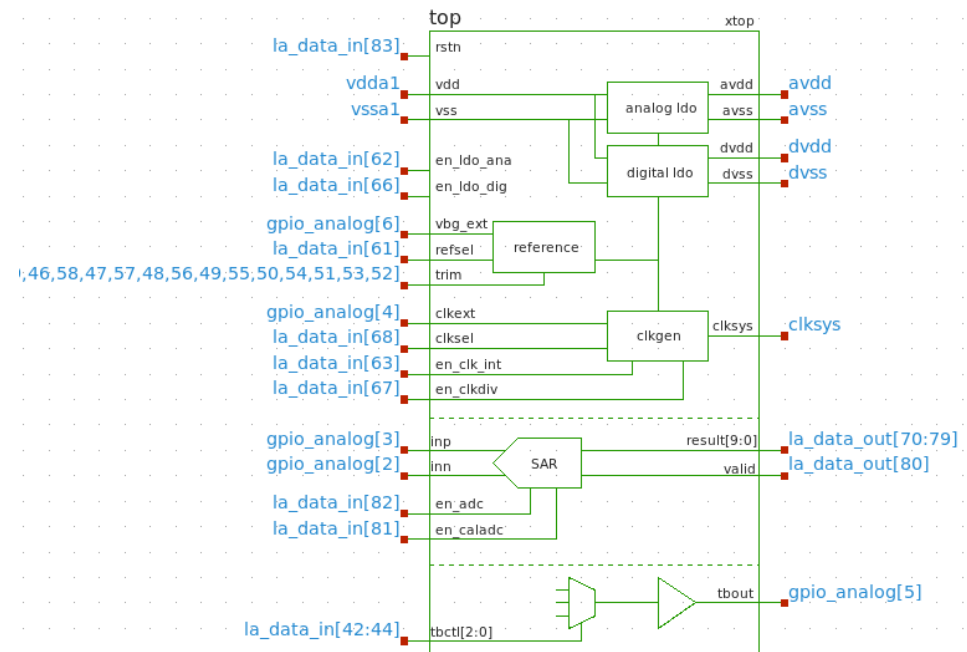 top xtop
la_data_in[83] rstn
vdda1 vdd avdd avdd
analog ldo
vssa1 vss avss avss
dvdd dvdd
la_data_in[62] en_ldo_ana
digital ldo dvss dvss
la_data_in[66] en_ldo_dig
gpio_analog[6] vbg_ext
reference
la_data_in[61] refsel
,46,58,47,57,48,56,49,55,50,54,51,53,52] trim
gpio_analog[4] clkext
clksys clksys
la_data_in[68] clksel clkgen
la_data_in[63] en_clk_int
la_data_in[67] en_clkdiv
gpio_analog[3] inp result[9:0] la_data_out[70:79]
gpio_analog[2] inn SAR valid la_data_out[80]
la_data_in[82] en_adc
la_data_in[81] en_caladc
tbout gpio_analog[5]
la_data_in[42:44] tbctl[2:0]